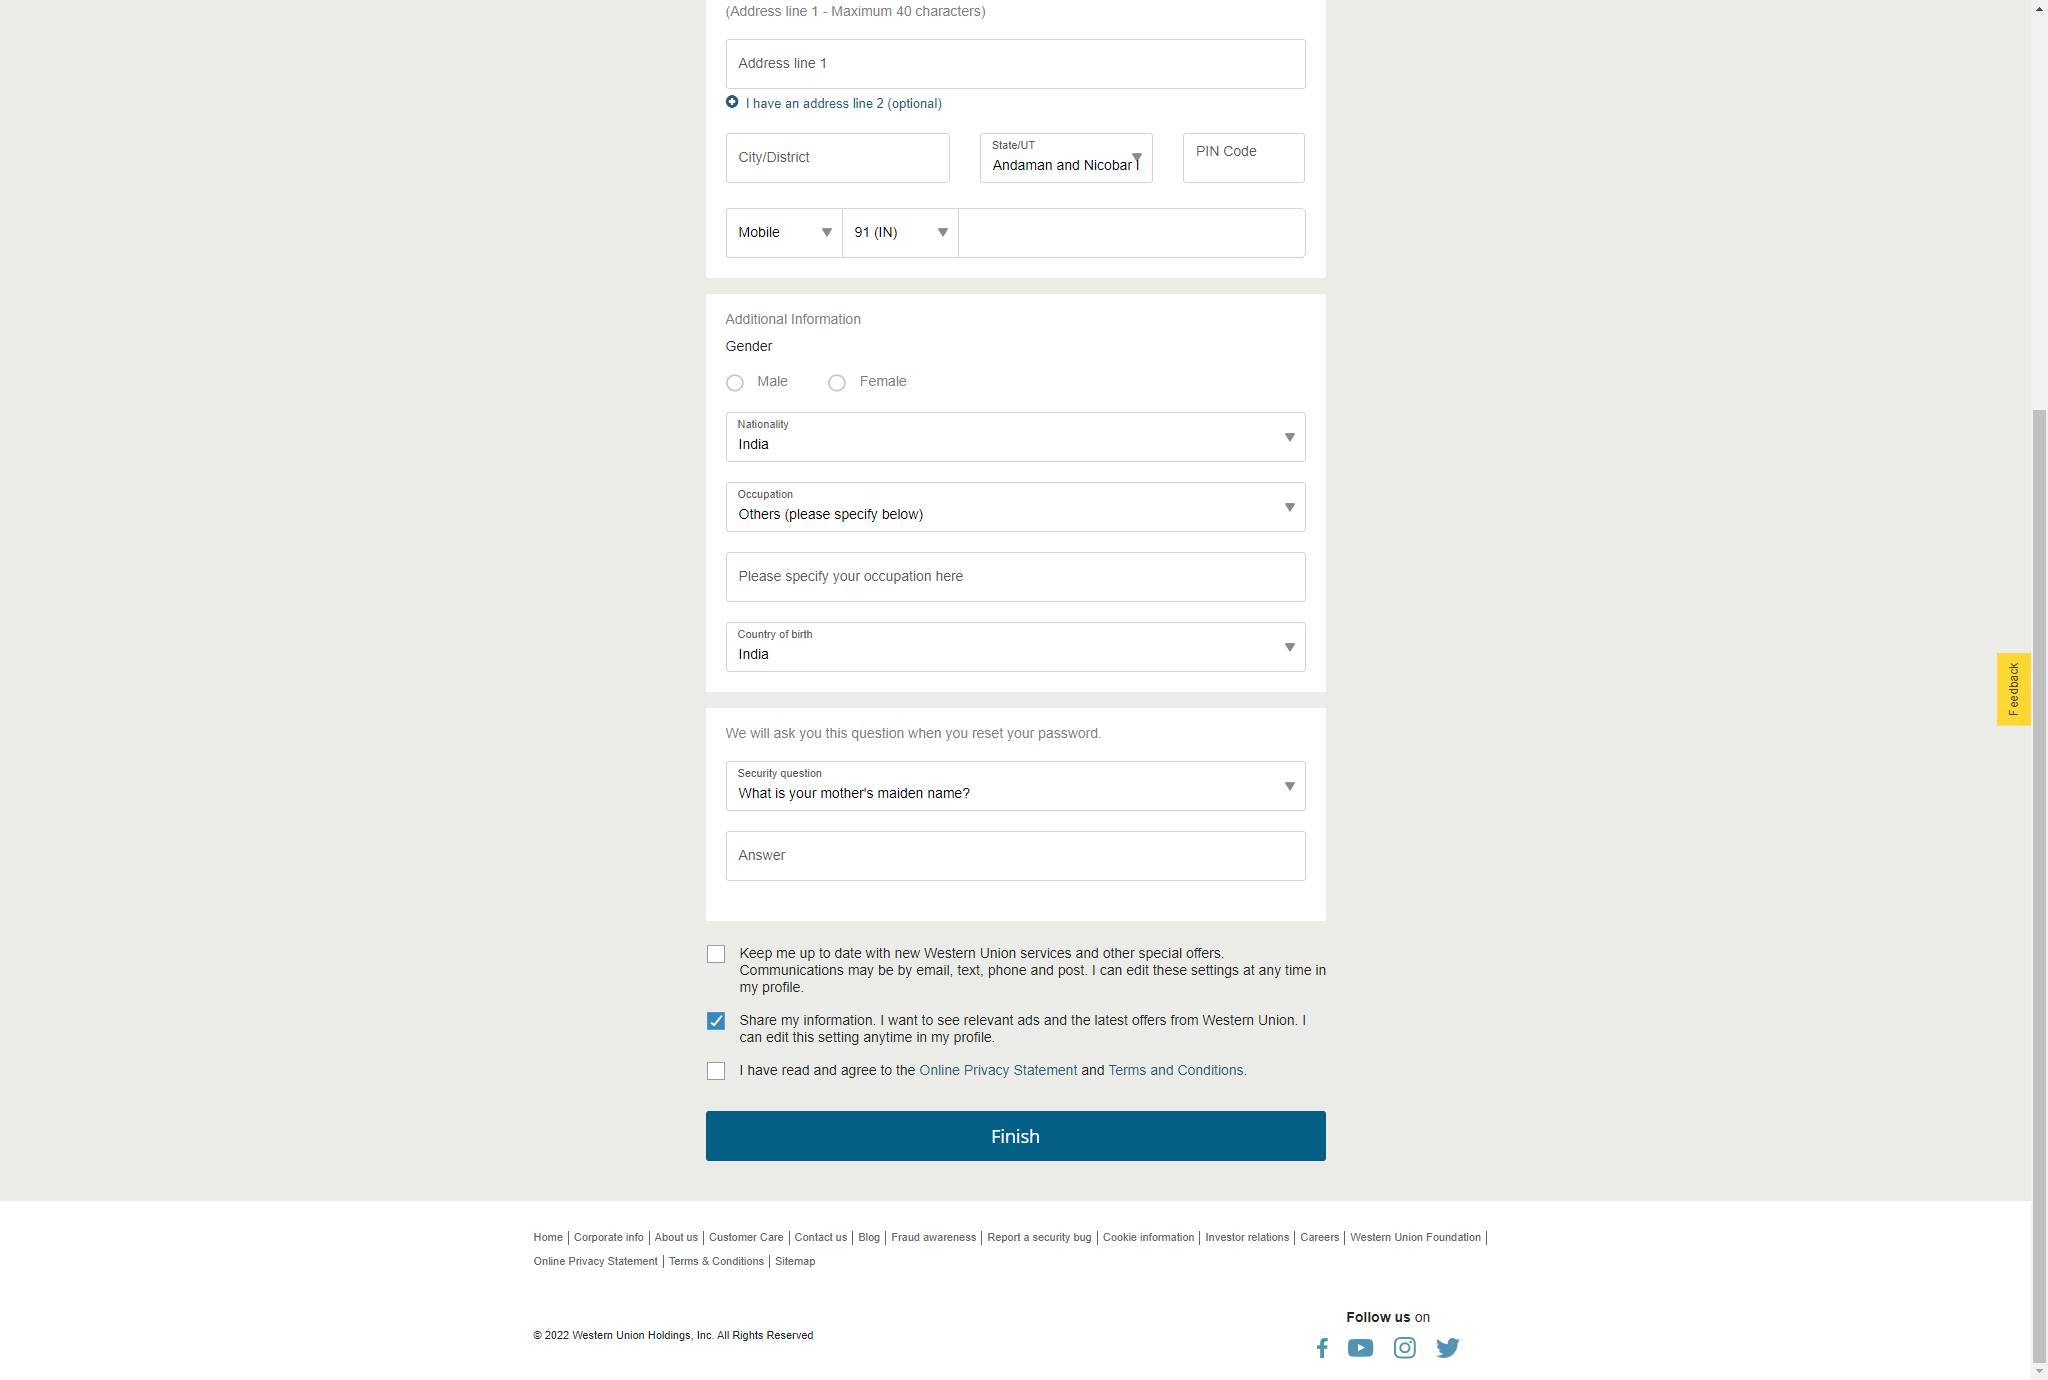 (Address line 1 - Maximum 40 characters)
Address line 1
I have an address line 2 (optional)
City/District
State/UT
Andaman and Nicobar I
PIN Code
Mobile
91 (IN)
Additional Information
Gender
Male
Female
Nationality
India
Occupation
Others (please specify below)
Please specify your occupation here
Country of birth
India
Feedback
We will ask you this question when you reset your password.
Security question
What is your mother's maiden name?
Answer
Keep me up to date with new Western Union services and other special offers.
Communications may be by email, text, phone and post. I can edit these settings at any time in
my profile.
Share my information. I want to see relevant ads and the latest offers from Western Union. I
can edit this setting anytime in my profile.
I have read and agree to the Online Privacy Statement and Terms and Conditions.
Finish
Home | Corporate info | About us | Customer Care | Contact us | Blog | Fraud awareness | Report a security bug | Cookie information | Investor relations | Careers | Western Union Foundation |
Online Privacy Statement | Terms & Conditions | Sitemap
Follow us on
© 2022 Western Union Holdings, Inc. All Rights Reserved